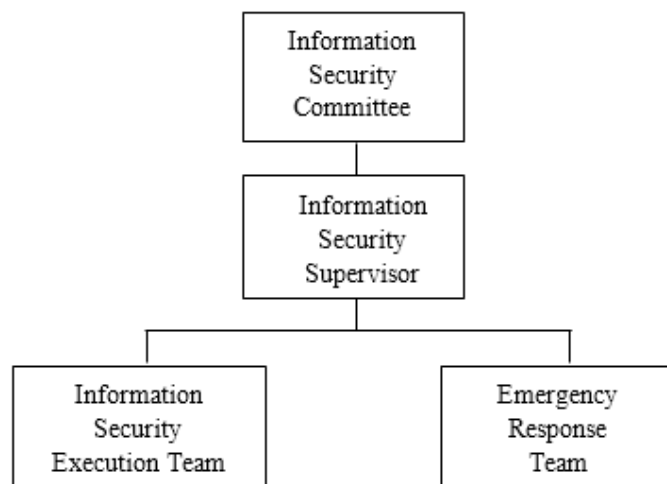 Information
Security
Committee
Information
Security
Supervisor
Information
Security
Execution Team
Emergency
Response
Team